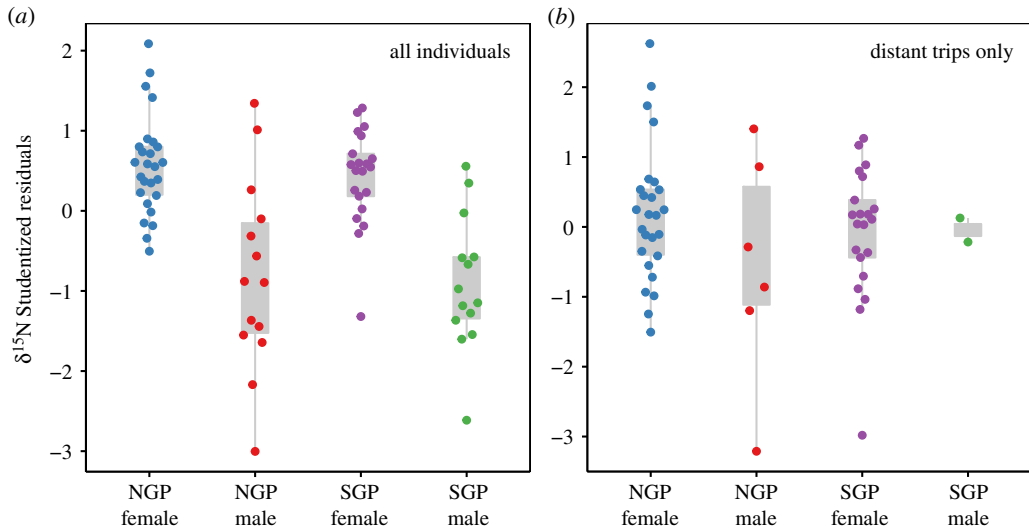 (a)
all individuals
δ¹⁵N Studentized residuals
2
1
0
−1
−2
−3
NGP female
NGP male
SGP female
SGP male
(b)
distant trips only
2
1
0
−1
−2
−3
NGP female
NGP male
SGP female
SGP male